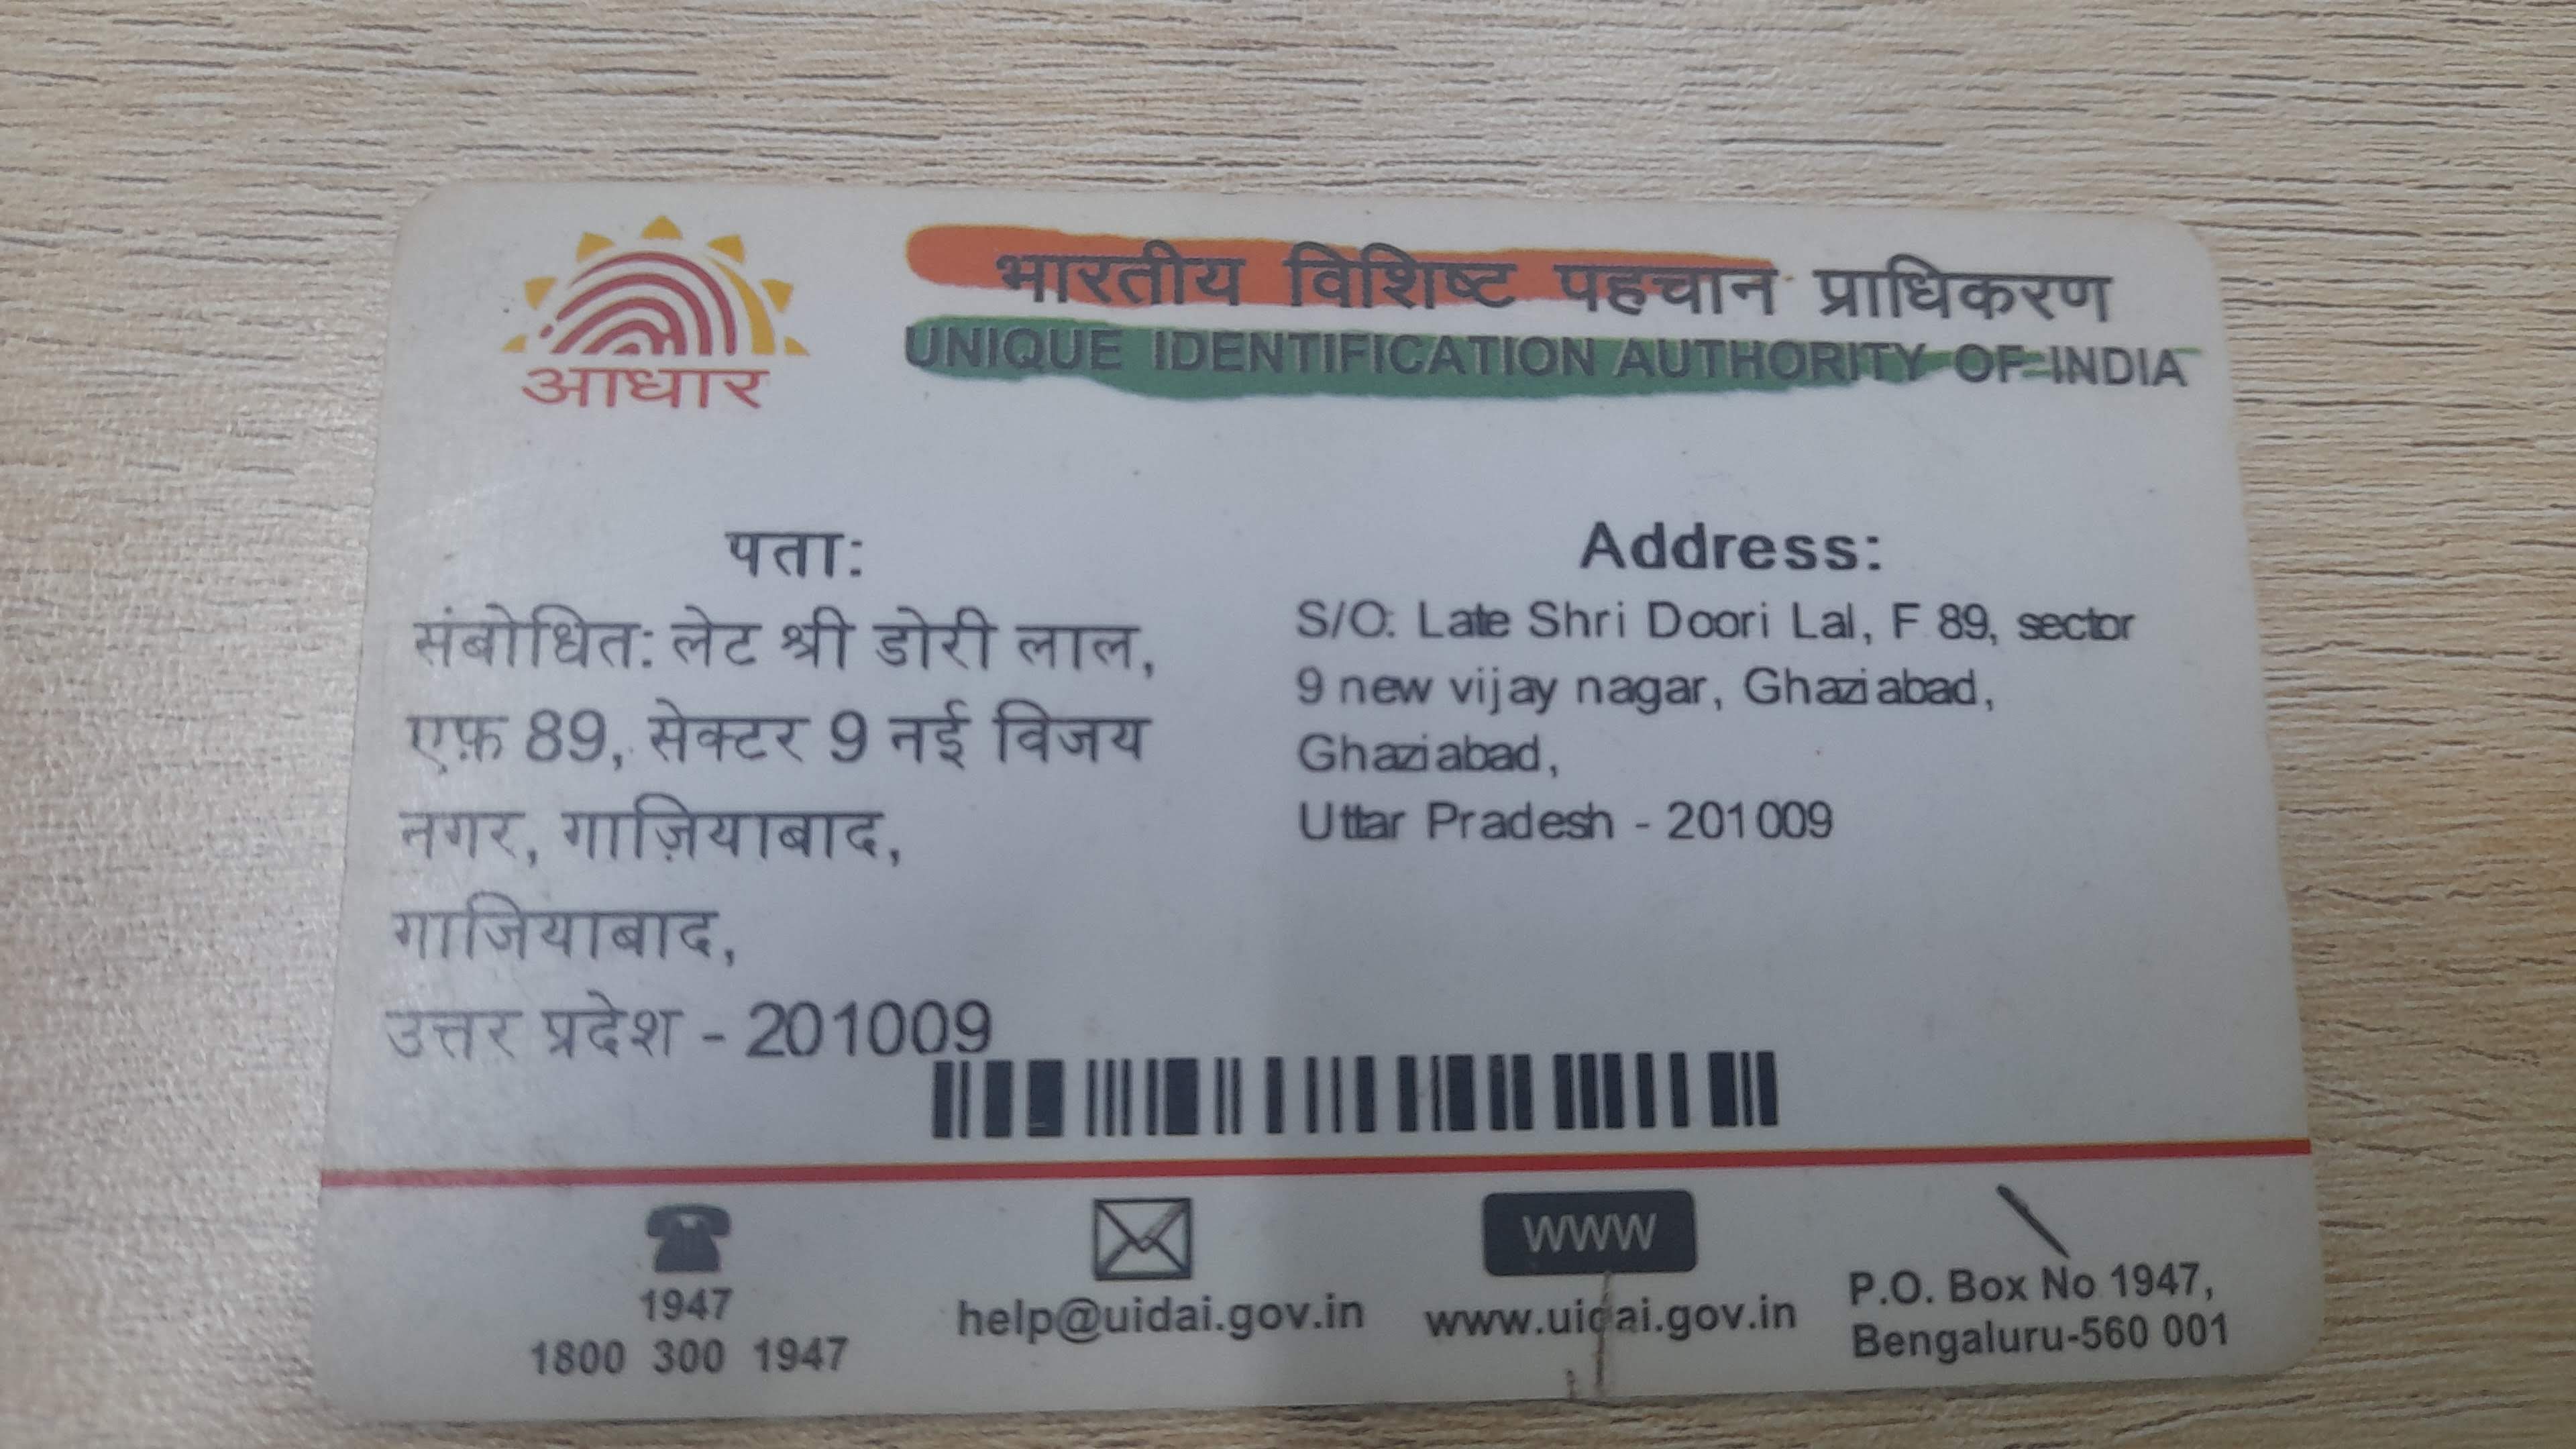 आधार
भारतीय विशिष्ट पहचान प्राधिकरण
UNIQUE IDENTIFICATION AUTHORITY OF INDIA
पता:
संबोधित: लेट श्री डोरी लाल,
एफ़ 89, सेक्टर 9 नई विजय
नगर, गाज़ियाबाद,
गाजियाबाद,
उत्तर प्रदेश - 201009
Address:
S/O: Late Shri Doori Lal, F 89, sector
9 new vijay nagar, Ghaziabad,
Ghaziabad,
Uttar Pradesh - 201009
1947
1800 300 1947
help@uidai.gov.in
WWW
www.uidai.gov.in
P.O. Box No 1947,
Bengaluru-560 001